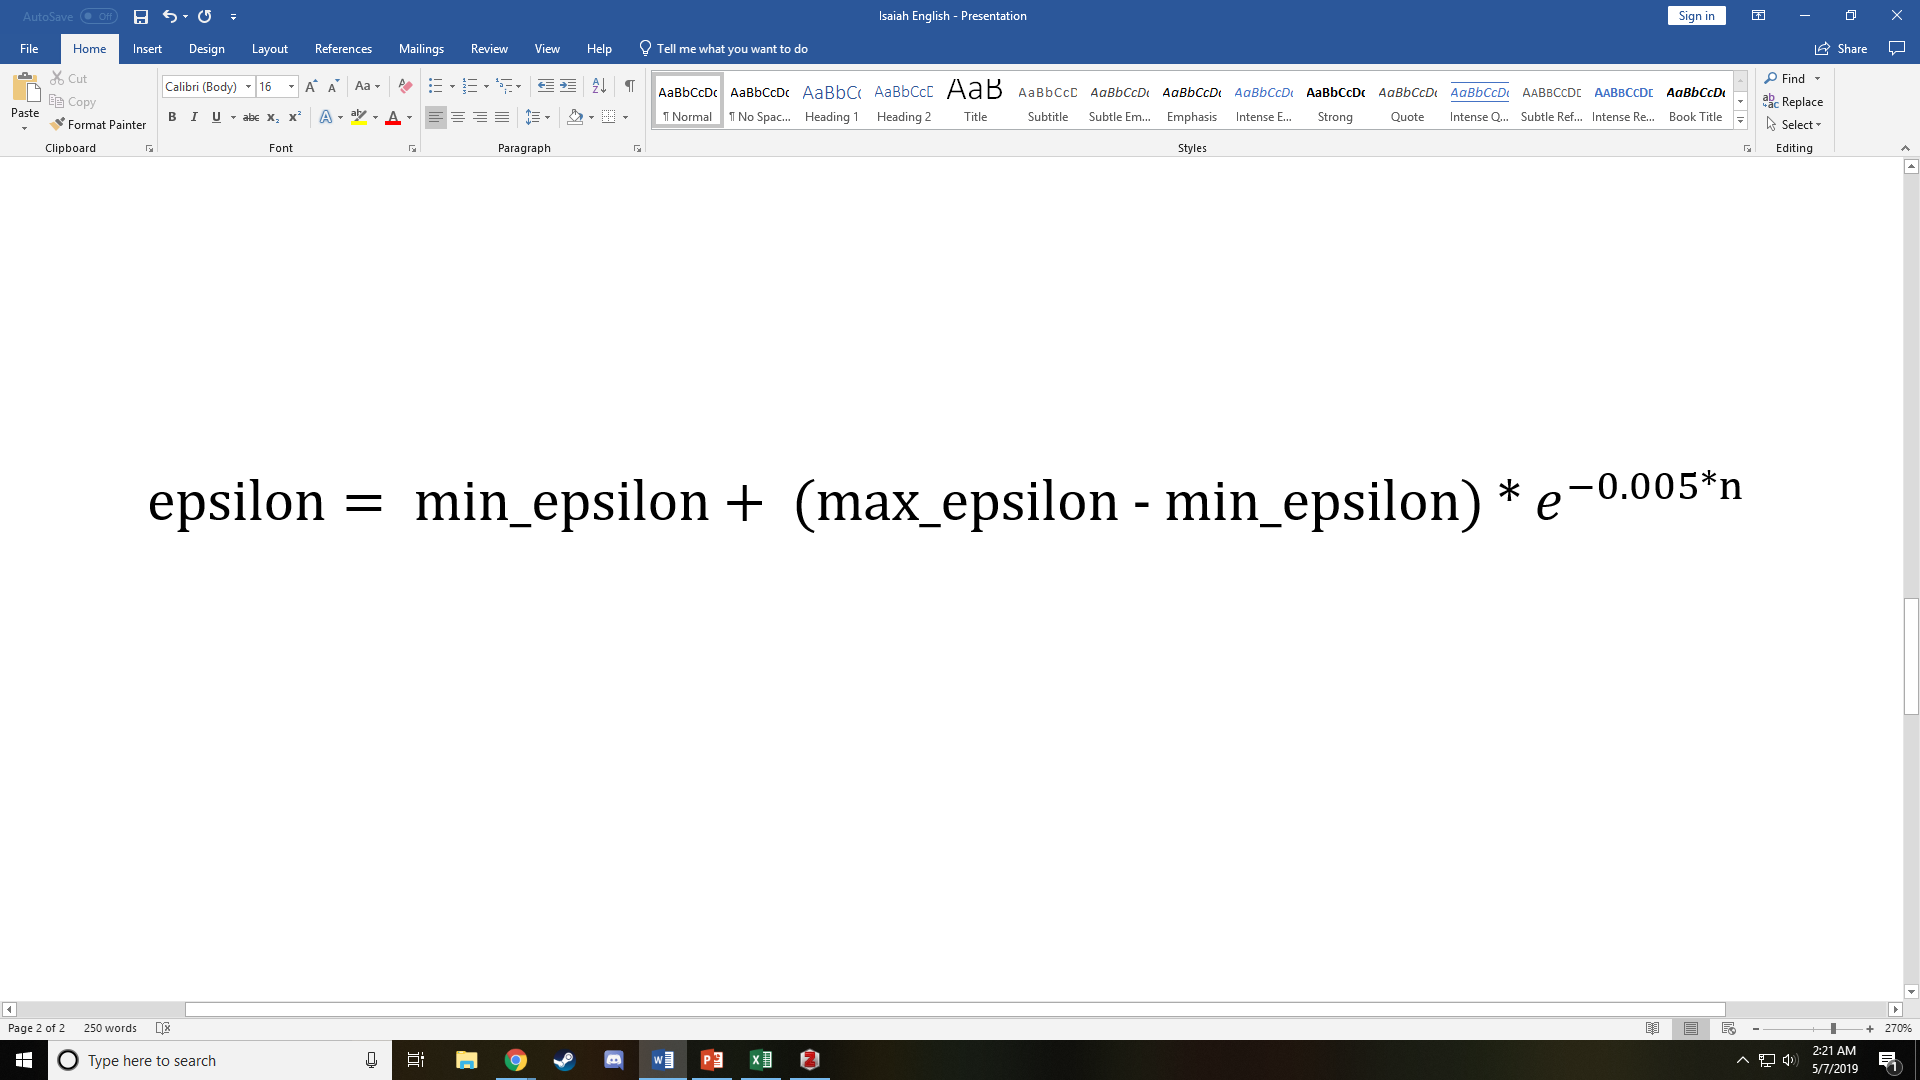 AutoSave Off
Isaiah English - Presentation
Sign in
File Home Insert Design Layout References Mailings Review View Help Tell me what you want to do
Share
Paste
Cut
Copy
Format Painter
Clipboard
Calibri (Body) 16
Font
Paragraph
AaBbCcDc AaBbCcDc AaBbCc AaBbCcD AaB AaBbCcD AaBbCcDc AaBbCcDc AaBbCcDc AaBbCcDc AaBbCcDc AaBbCcDc AABBCCDD AABBCCDD AaBbCcDc
¶ Normal ¶ No Spac... Heading 1 Heading 2 Title Subtitle Subtle Em... Emphasis Intense E... Strong Quote Intense Q... Subtle Ref... Intense Re... Book Title
Styles
Find
Replace
Select
Editing
epsilon = min_epsilon + (max_epsilon - min_epsilon) * e^−0.005*n
Page 2 of 2 250 words
270%
Type here to search
2:21 AM
5/7/2019
1